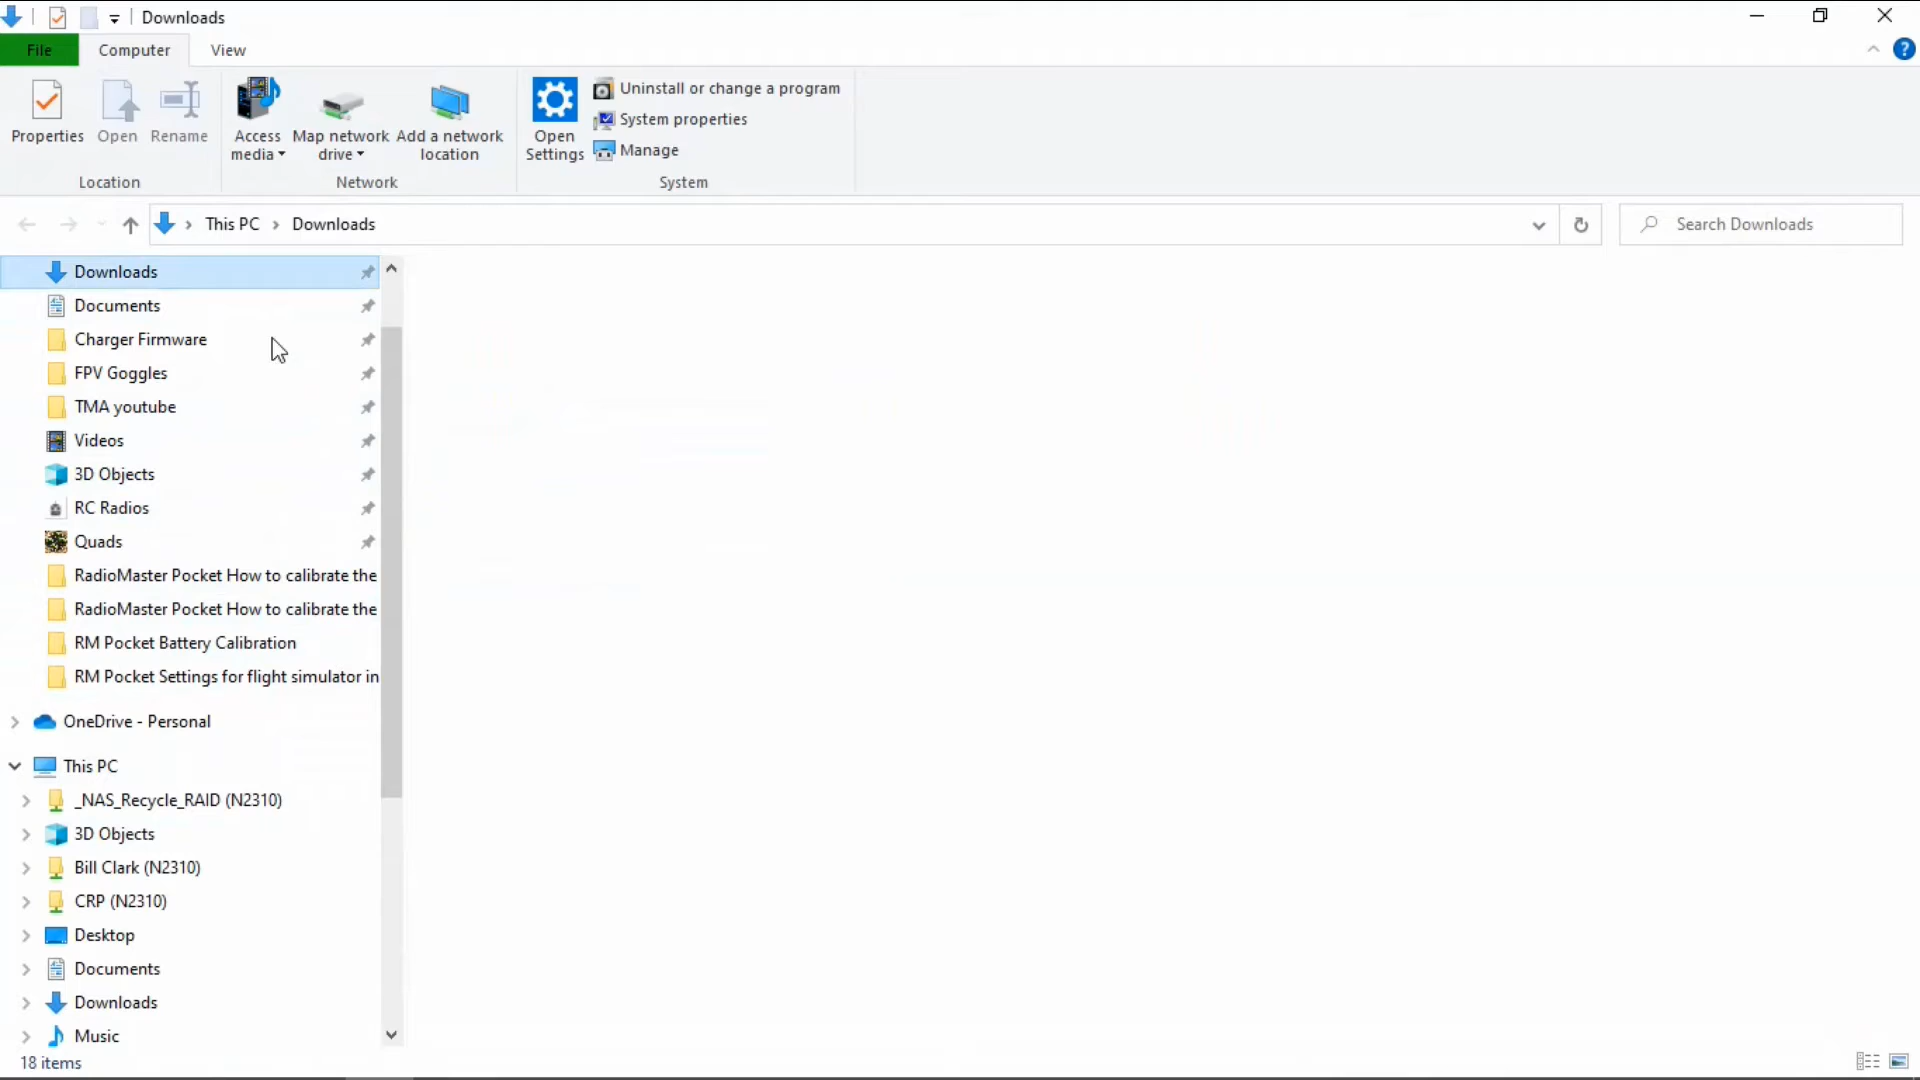 Downloads
File
Computer
View
Properties
Open
Rename
Access
media
Map network
drive
Add a network
location
Open
Settings
Uninstall or change a program
System properties
Manage
Location
Network
System
This PC
Downloads
Search Downloads
Downloads
Documents
Charger Firmware
FPV Goggles
TMA youtube
Videos
3D Objects
RC Radios
Quads
RadioMaster Pocket How to calibrate the
RadioMaster Pocket How to calibrate the
RM Pocket Battery Calibration
RM Pocket Settings for flight simulator in
OneDrive - Personal
This PC
_NAS_Recycle_RAID (N2310)
3D Objects
Bill Clark (N2310)
CRP (N2310)
Desktop
Documents
Downloads
Music
18 items